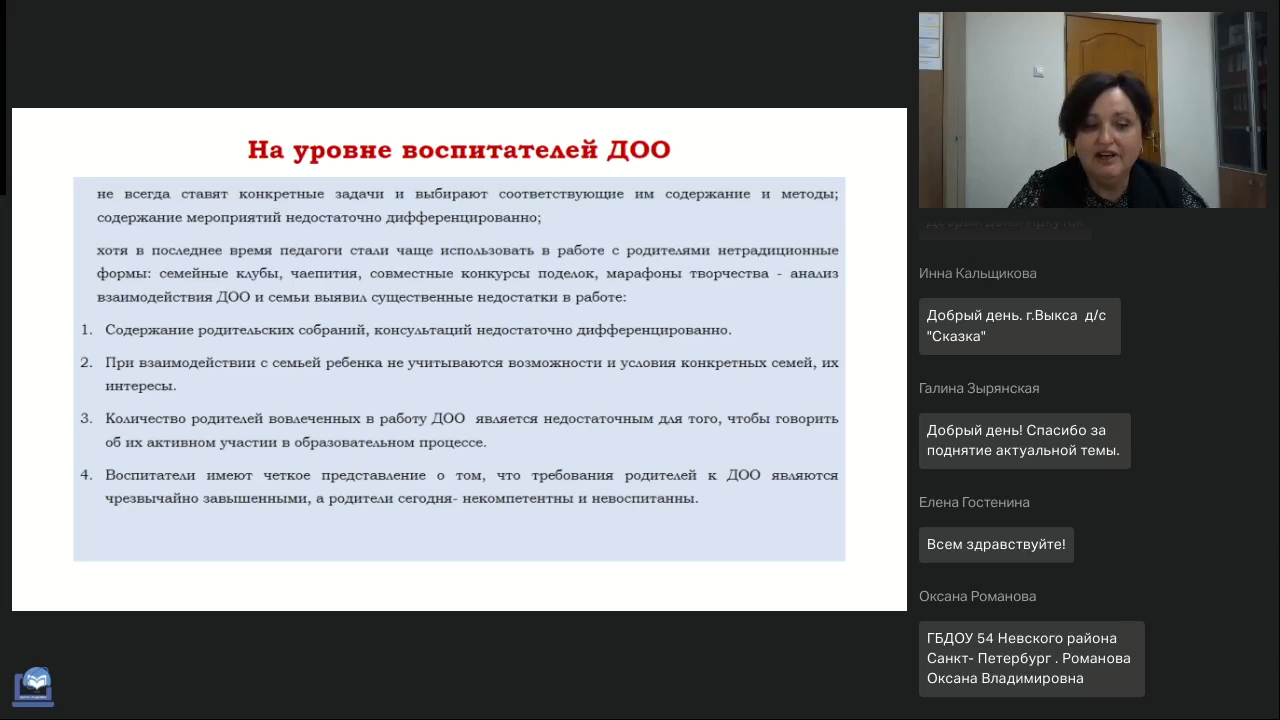 На уровне воспитателей ДОО
не всегда ставят конкретные задачи и выбирают соответствующие им содержание и методы;
содержание мероприятий недостаточно дифференцированно;
хотя в последнее время педагоги стали чаще использовать в работе с родителями нетрадиционные
формы: семейные клубы, чаепития, совместные конкурсы поделок, марафоны творчества - анализ
взаимодействия ДОО и семьи выявил существенные недостатки в работе:
1. Содержание родительских собраний, консультаций недостаточно дифференцированно.
2. При взаимодействии с семьей ребенка не учитываются возможности и условия конкретных семей, их
интересы.
3. Количество родителей вовлеченных в работу ДОО является недостаточным для того, чтобы говорить
об их активном участии в образовательном процессе.
4. Воспитатели имеют четкое представление о том, что требования родителей к ДОО являются
чрезвычайно завышенными, а родители сегодня- некомпетентны и невоспитанны.
Инна Кальщикова
Добрый день. г.Выкса д/с
"Сказка"
Галина Зырянская
Добрый день! Спасибо за
поднятие актуальной темы.
Елена Гостенина
Всем здравствуйте!
Оксана Романова
ГБДОУ 54 Невского района
Санкт- Петербург . Романова
Оксана Владимировна